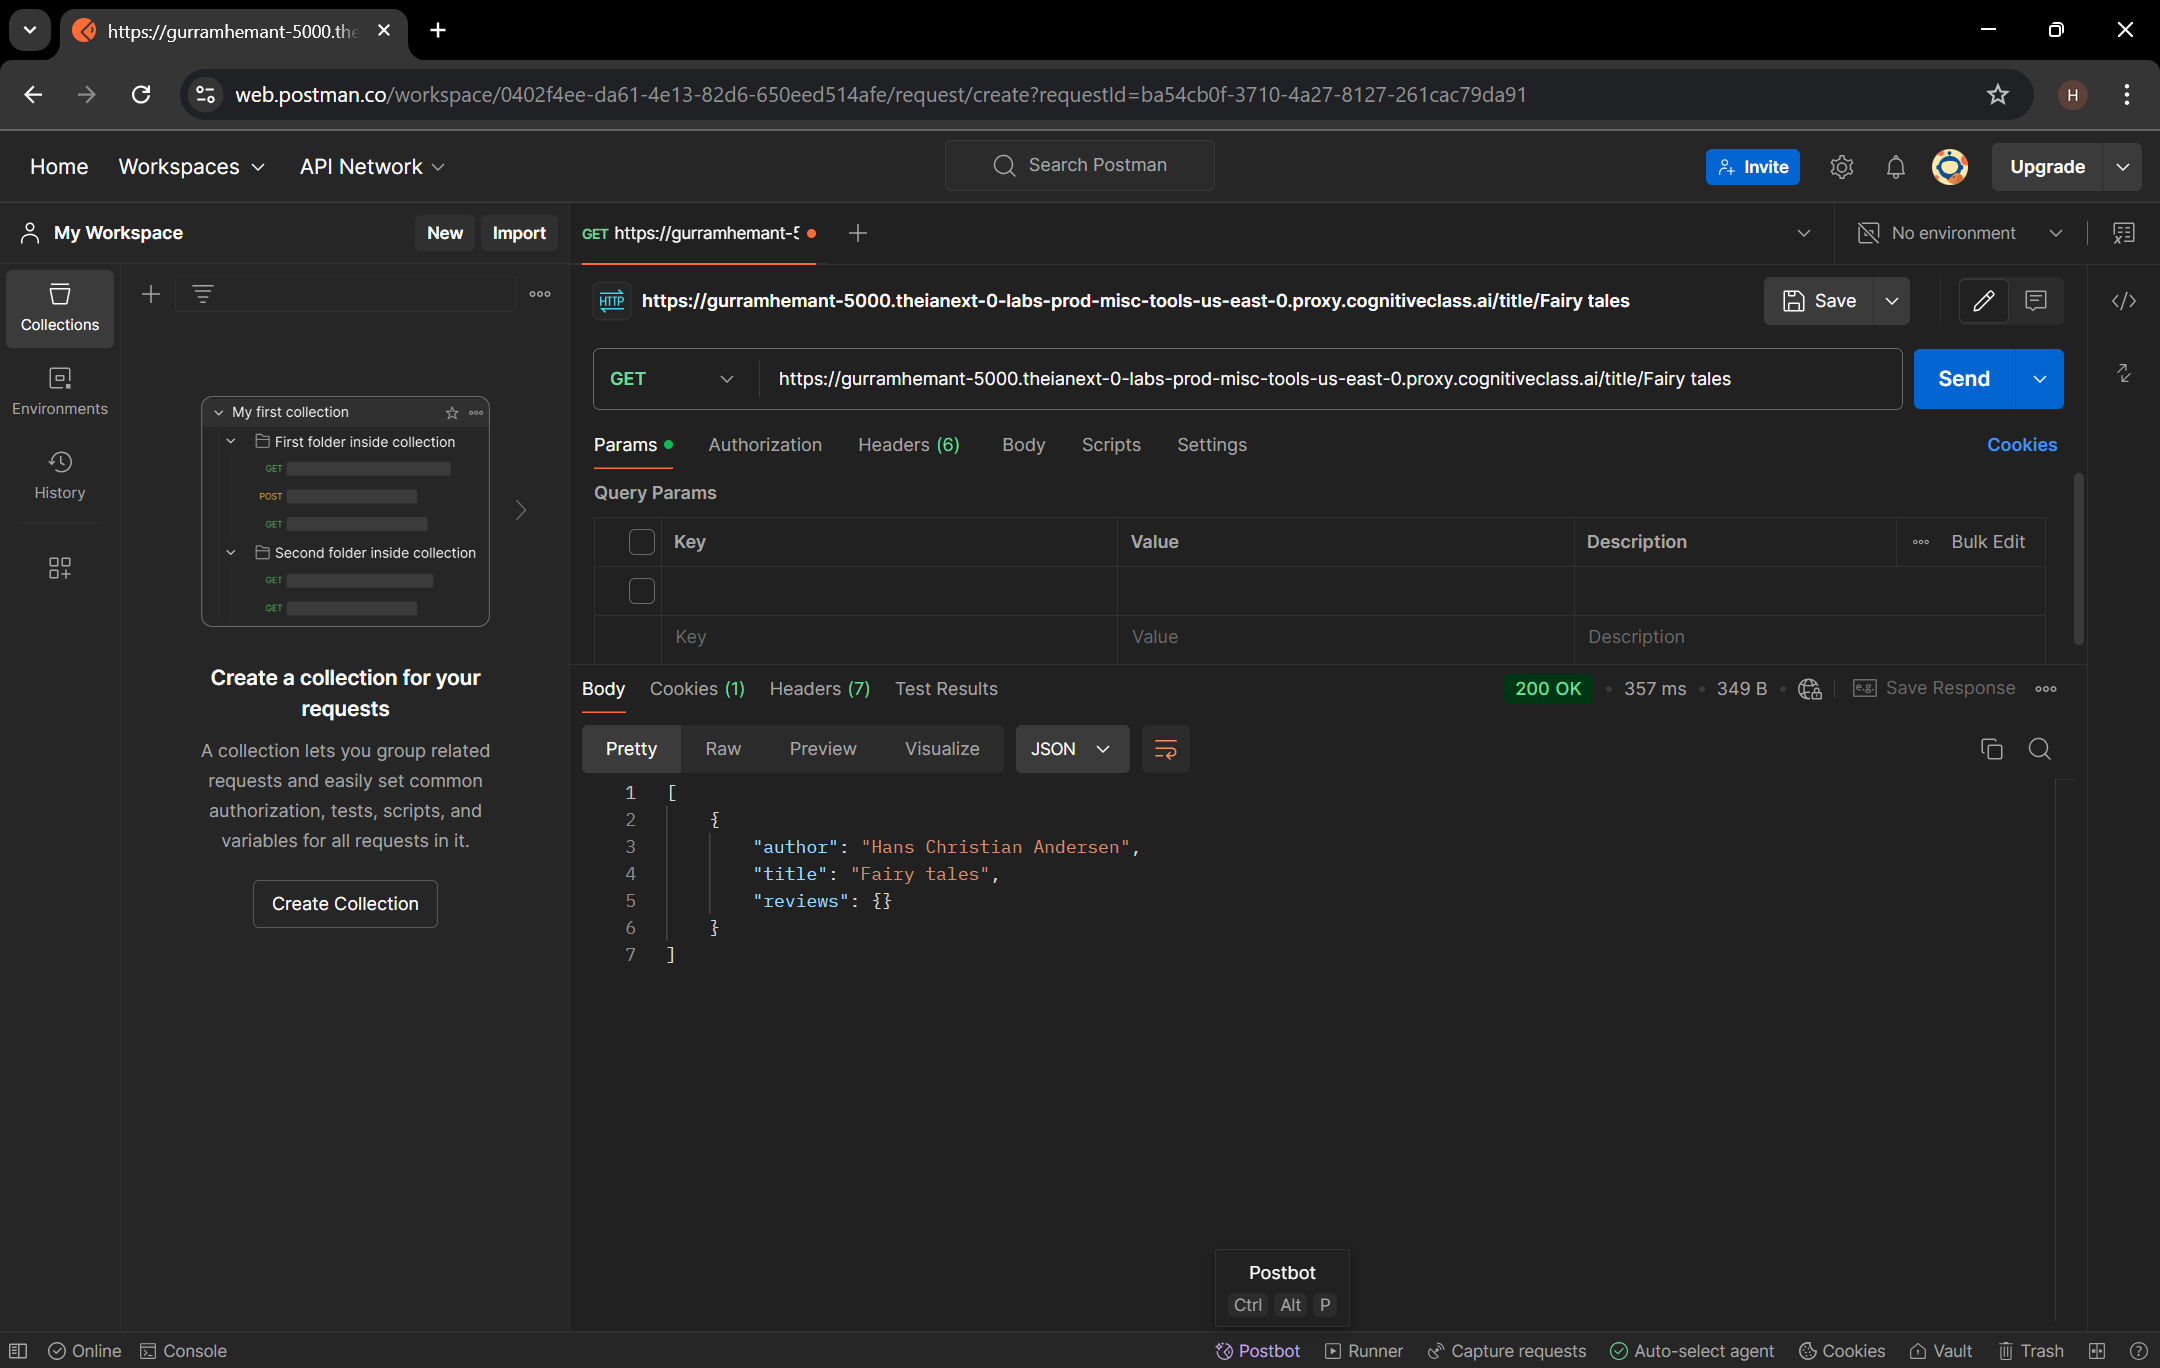 https://gurramhemant-5000.the
web.postman.co/workspace/0402f4ee-da61-4e13-82d6-650eed514afe/request/create?requestId=ba54cb0f-3710-4a27-8127-261cac79da91
H
Home Workspaces API Network
Search Postman
Invite
Upgrade
My Workspace
New Import
GET https://gurramhemant-5
No environment
Collections
Environments
History
My first collection
First folder inside collection
GET
POST
GET
Second folder inside collection
GET
GET
Create a collection for your
requests
A collection lets you group related
requests and easily set common
authorization, tests, scripts, and
variables for all requests in it.
Create Collection
HTTP https://gurramhemant-5000.theianext-0-labs-prod-misc-tools-us-east-0.proxy.cognitiveclass.ai/title/Fairy tales
Save
GET https://gurramhemant-5000.theianext-0-labs-prod-misc-tools-us-east-0.proxy.cognitiveclass.ai/title/Fairy tales
Send
Params Authorization Headers (6) Body Scripts Settings Cookies
Query Params
Key Value Description Bulk Edit
Key Value Description
Body Cookies (1) Headers (7) Test Results
200 OK 357 ms 349 B e.g. Save Response
Pretty Raw Preview Visualize JSON
1 [
2 {
3 "author": "Hans Christian Andersen",
4 "title": "Fairy tales",
5 "reviews": {}
6 }
7 ]
Postbot
Ctrl Alt P
Online Console Postbot Runner Capture requests Auto-select agent Cookies Vault Trash